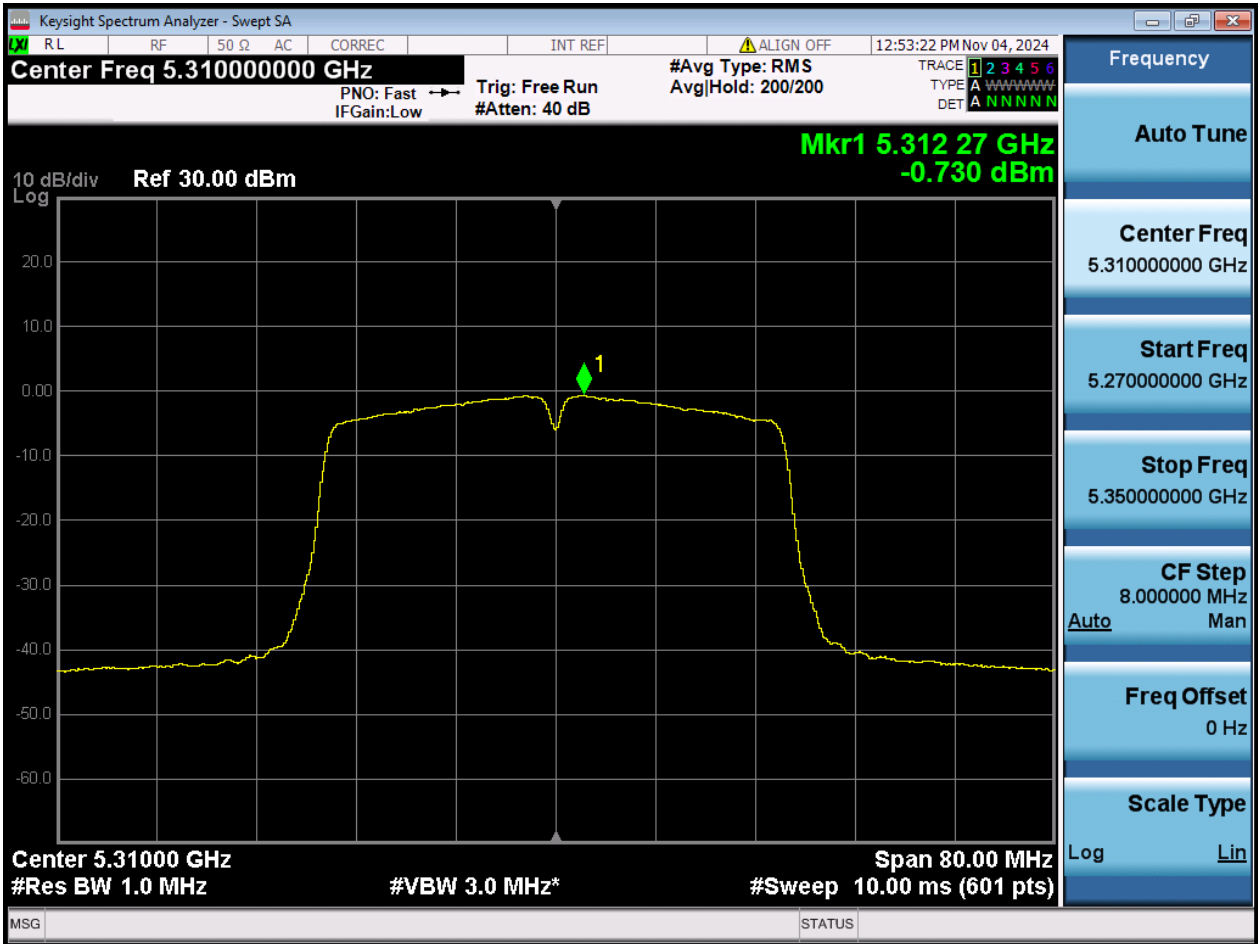 Keysight Spectrum Analyzer - Swept SA
LXI RL RF 50 Ω AC CORREC INT REF ALIGN OFF 12:53:22 PM Nov 04, 2024
Center Freq 5.310000000 GHz
PNO: Fast
IFGain:Low
Trig: Free Run
#Atten: 40 dB
#Avg Type: RMS
Avg|Hold: 200/200
TRACE 1 2 3 4 5 6
TYPE A WWWWW
DET A N N N N N
Mkr1 5.312 27 GHz
-0.730 dBm
10 dB/div Ref 30.00 dBm
Log
20.0
10.0
1
0.00
-10.0
-20.0
-30.0
-40.0
-50.0
-60.0
Center 5.31000 GHz Span 80.00 MHz
#Res BW 1.0 MHz #VBW 3.0 MHz* #Sweep 10.00 ms (601 pts)
Frequency
Auto Tune
Center Freq
5.310000000 GHz
Start Freq
5.270000000 GHz
Stop Freq
5.350000000 GHz
CF Step
8.000000 MHz
Auto Man
Freq Offset
0 Hz
Scale Type
Log Lin
MSG STATUS